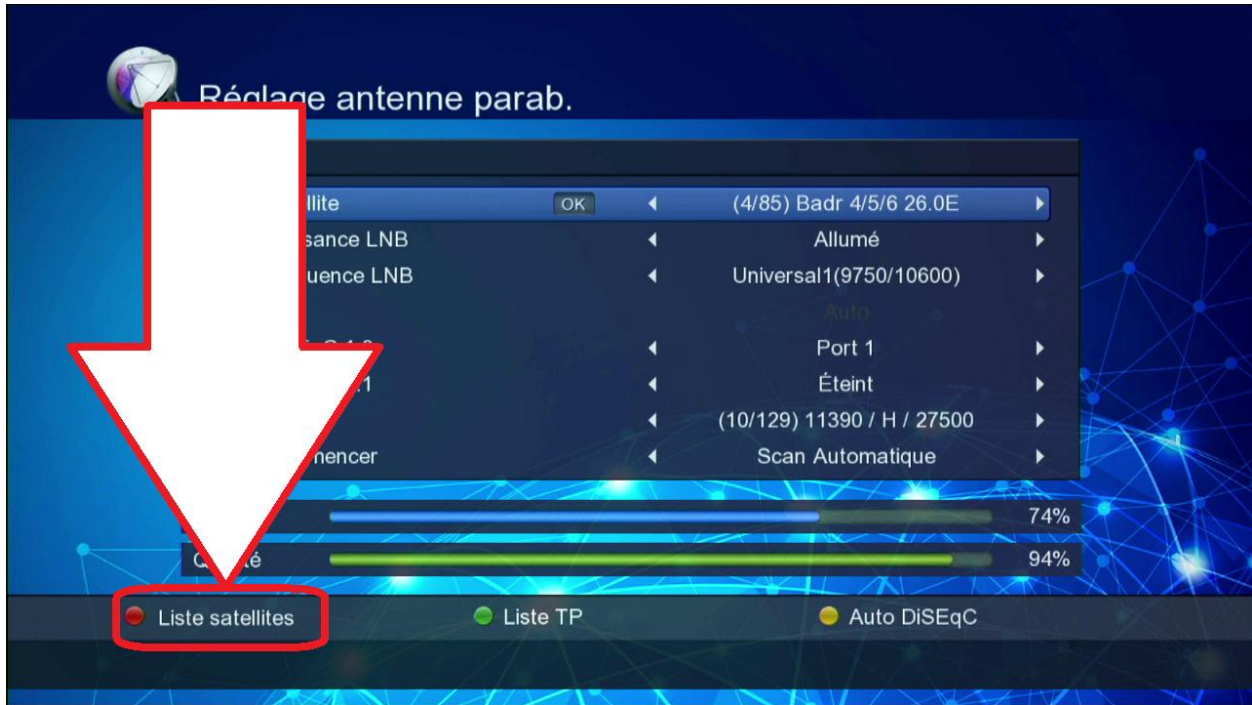 Réglage antenne parab.
llite OK (4/85) Badr 4/5/6 26.0E
sance LNB Allumé
uence LNB Universal1(9750/10600)
Auto
Port 1
Éteint
(10/129) 11390 / H / 27500
mencer Scan Automatique
74%
94%
Liste satellites Liste TP Auto DiSEqC